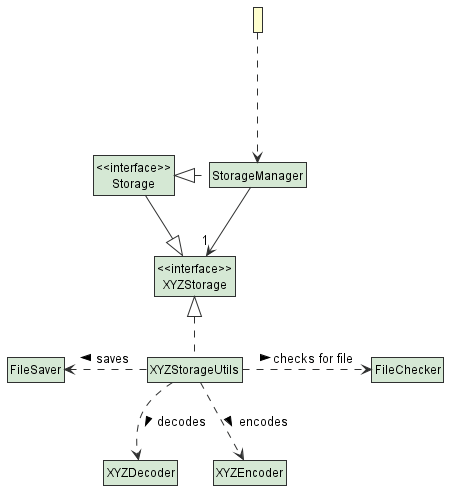 <<interface>>
Storage
StorageManager
1
<<interface>>
XYZStorage
saves
checks for file
FileSaver
XYZStorageUtils
FileChecker
decodes
encodes
XYZDecoder
XYZEncoder